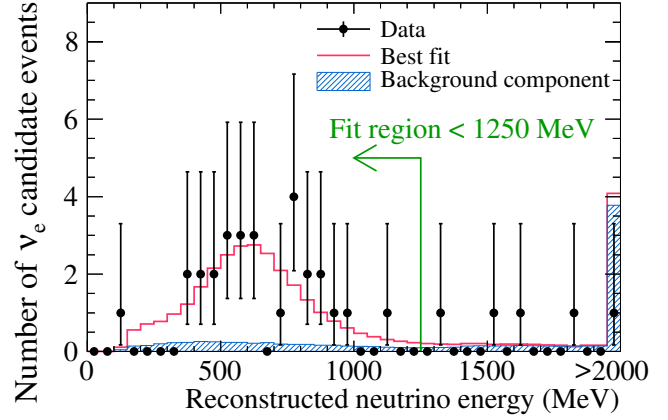 Number of νe candidate events
8
6
4
2
0
Data
Best fit
Background component
Fit region < 1250 MeV
0 500 1000 1500 >2000
Reconstructed neutrino energy (MeV)